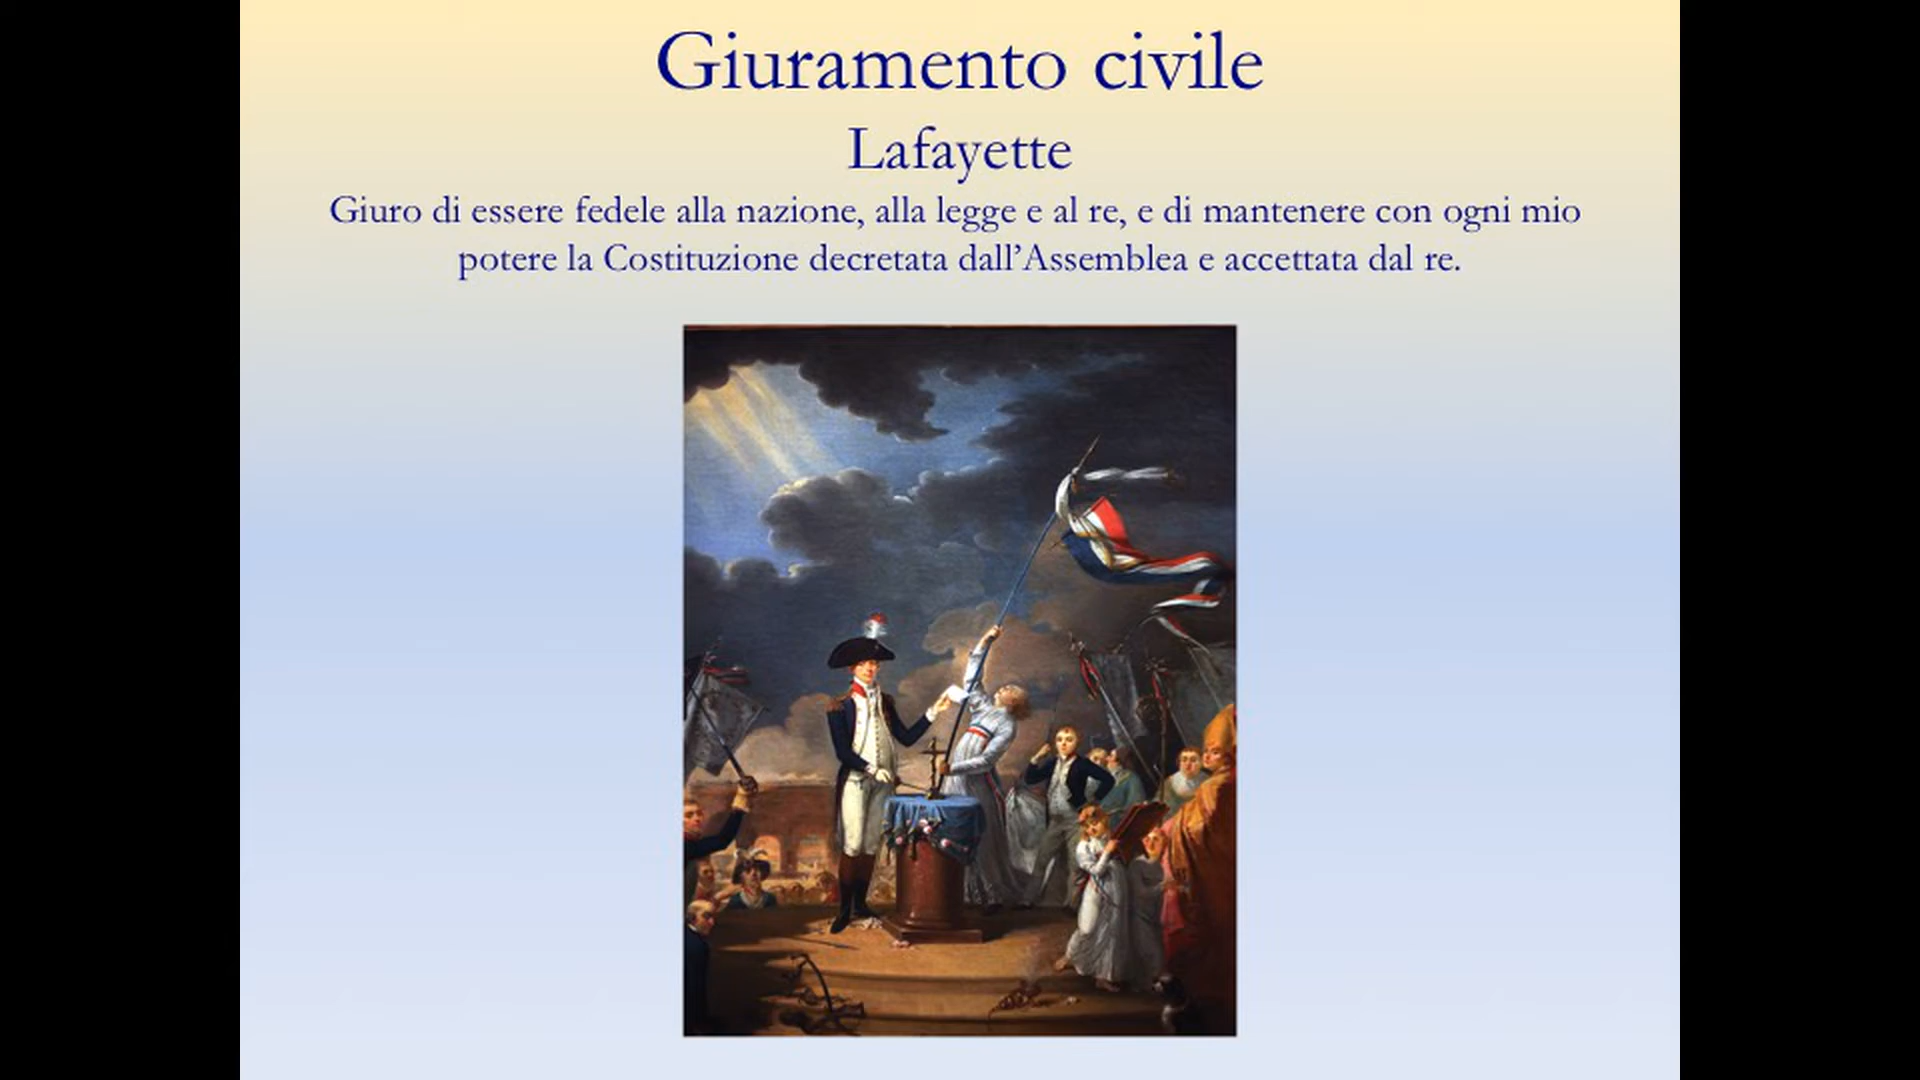 Giuramento civile
Lafayette
Giuro di essere fedele alla nazione, alla legge e al re, e di mantenere con ogni mio
potere la Costituzione decretata dall’Assemblea e accettata dal re.